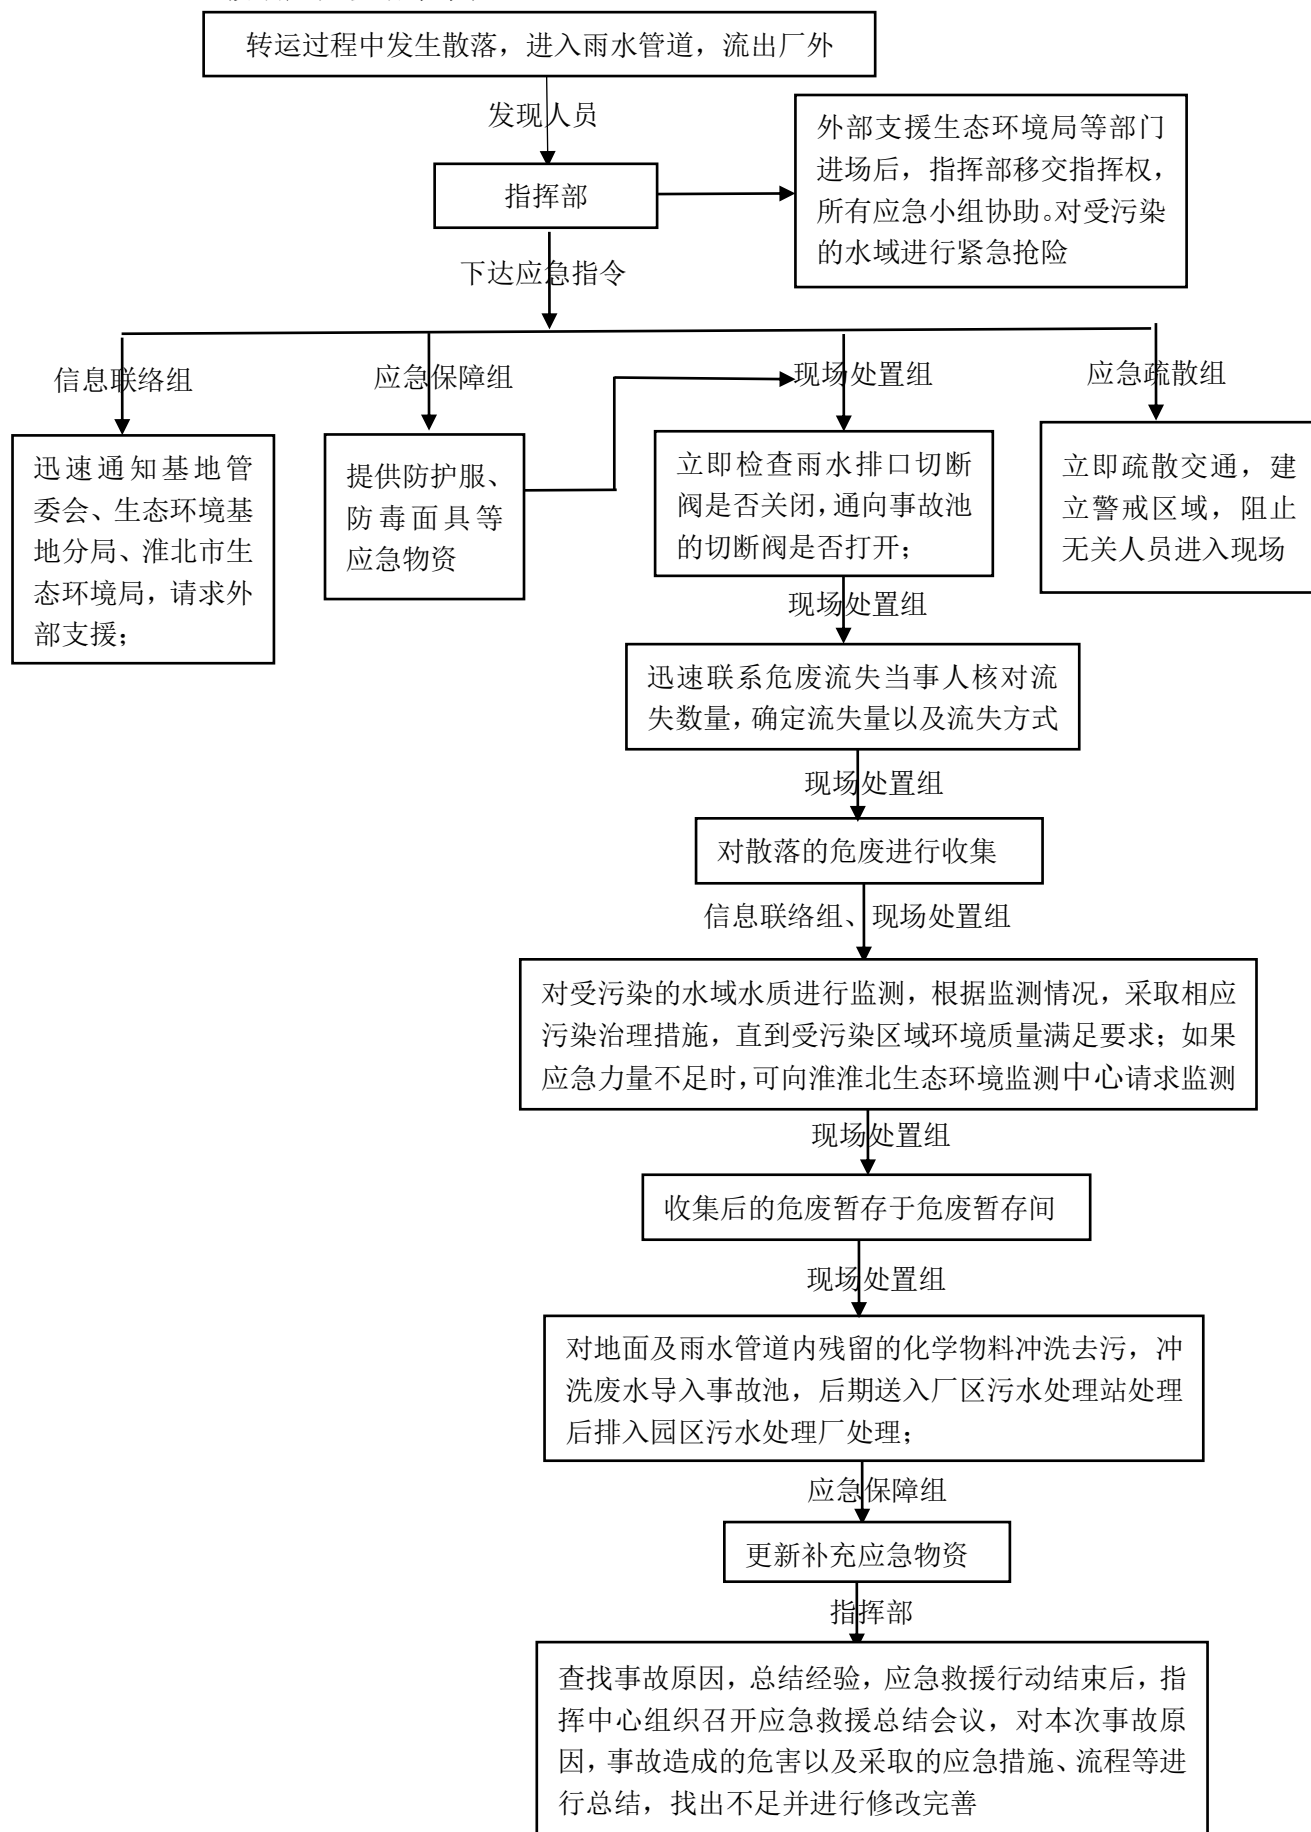 转运过程中发生散落，进入雨水管道，流出厂外
发现人员
外部支援生态环境局等部门
进场后，指挥部移交指挥权，
所有应急小组协助。对受污染
的水域进行紧急抢险
指挥部
下达应急指令
信息联络组
应急保障组
现场处置组
应急疏散组
迅速通知基地管
委会、生态环境基
地分局、淮北市生
态环境局，请求外
部支援；
提供防护服、
防毒面具等
应急物资
立即检查雨水排口切断
阀是否关闭，通向事故池
的切断阀是否打开；
立即疏散交通，建
立警戒区域，阻止
无关人员进入现场
现场处置组
迅速联系危废流失当事人核对流
失数量，确定流失量以及流失方式
现场处置组
对散落的危废进行收集
信息联络组、现场处置组
对受污染的水域水质进行监测，根据监测情况，采取相应
污染治理措施，直到受污染区域环境质量满足要求；如果
应急力量不足时，可向淮淮北生态环境监测中心请求监测
现场处置组
收集后的危废暂存于危废暂存间
现场处置组
对地面及雨水管道内残留的化学物料冲洗去污，冲
洗废水导入事故池，后期送入厂区污水处理站处理
后排入园区污水处理厂处理；
应急保障组
更新补充应急物资
指挥部
查找事故原因，总结经验，应急救援行动结束后，指
挥中心组织召开应急救援总结会议，对本次事故原
因，事故造成的危害以及采取的应急措施、流程等进
行总结，找出不足并进行修改完善